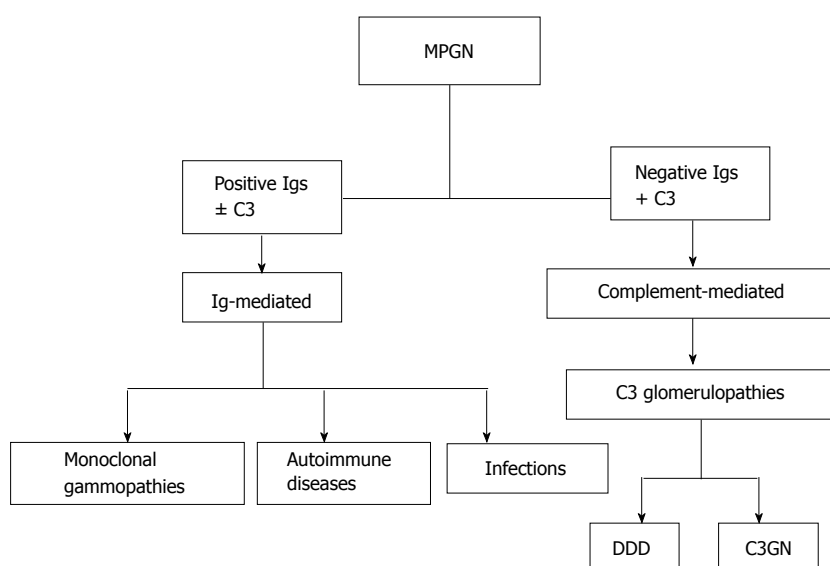 MPGN
Positive Igs
± C3
Negative Igs
+ C3
Ig-mediated
Complement-mediated
C3 glomerulopathies
Monoclonal
gammopathies
Autoimmune
diseases
Infections
DDD
C3GN